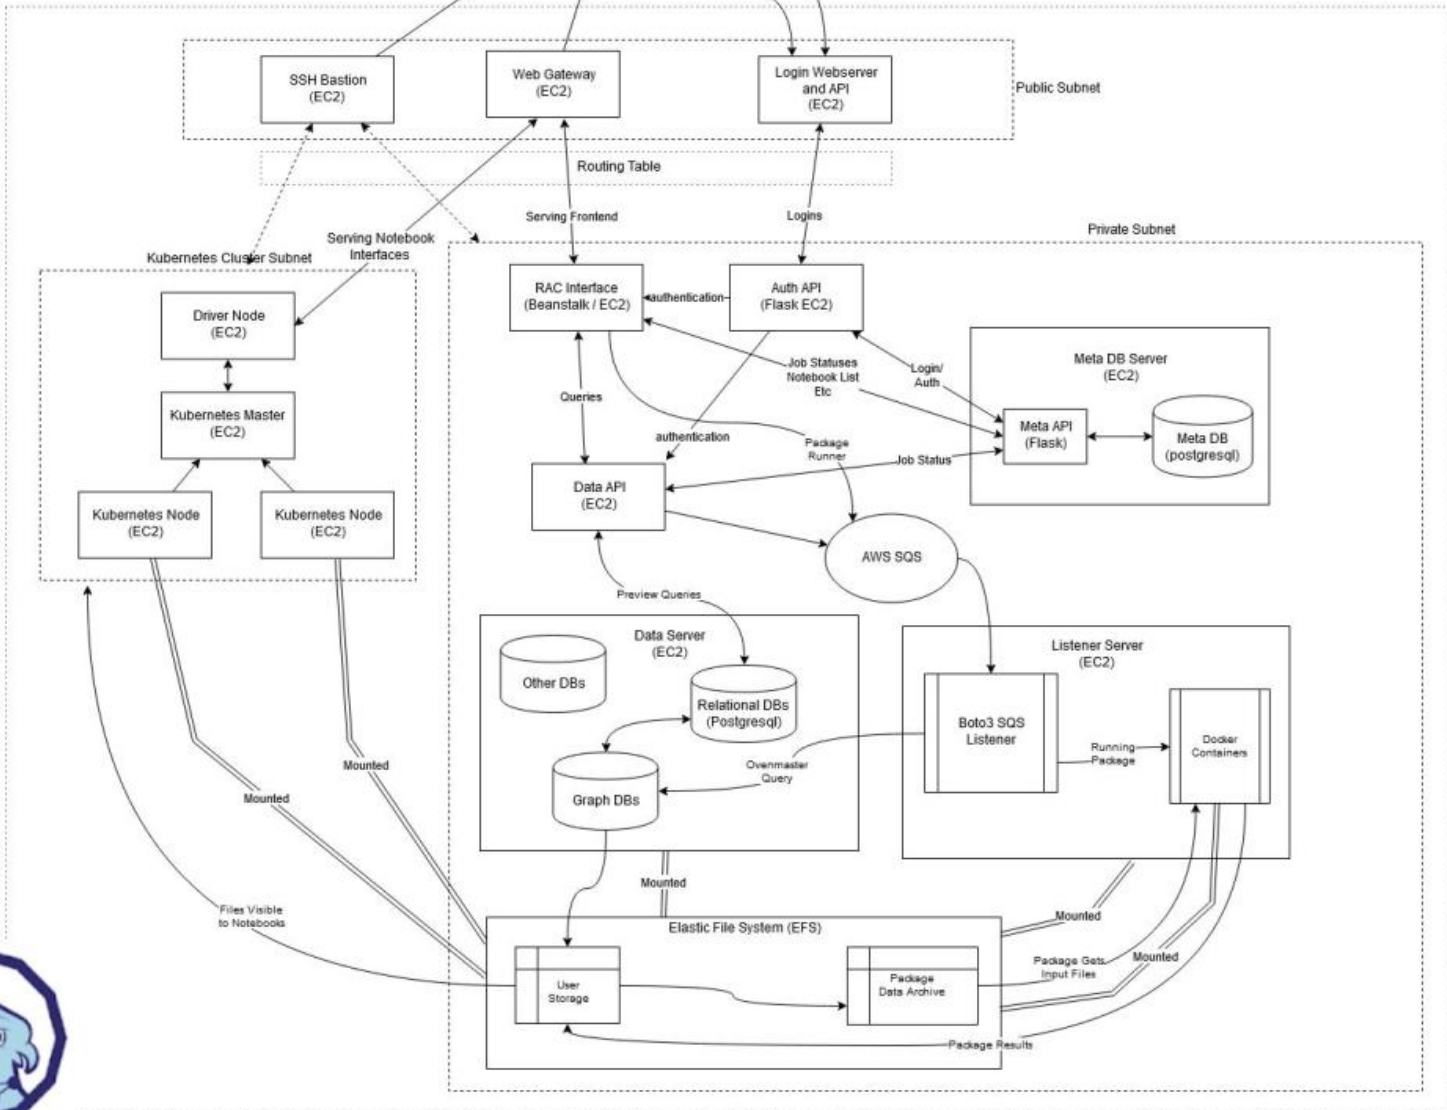 SSH Bastion
(EC2)
Web Gateway
(EC2)
Login Webserver
and API
(EC2)
Public Subnet
Routing Table
Serving Frontend
Logins
Private Subnet
Serving Notebook
Interfaces
Kubernetes Cluster Subnet
Driver Node
(EC2)
RAC Interface
(Beanstalk / EC2)
authentication
Auth API
(Flask EC2)
Job Statuses
Notebook List
Etc
Login/
Auth
Meta DB Server
(EC2)
Kubernetes Master
(EC2)
Queries
authentication
Package
Runner
Meta API
(Flask)
Meta DB
(postgresql)
Job Status
Kubernetes Node
(EC2)
Kubernetes Node
(EC2)
Data API
(EC2)
AWS SQS
Preview Queries
Data Server
(EC2)
Listener Server
(EC2)
Other DBs
Relational DBs
(Postgresql)
Boto3 SQS
Listener
Running
Package
Docker
Containers
Mounted
Ovenmaster
Query
Graph DBs
Mounted
Mounted
Files Visible
to Notebooks
Elastic File System (EFS)
Mounted
User
Storage
Package
Data Archive
Package Gets
Input Files
Mounted
Package Results